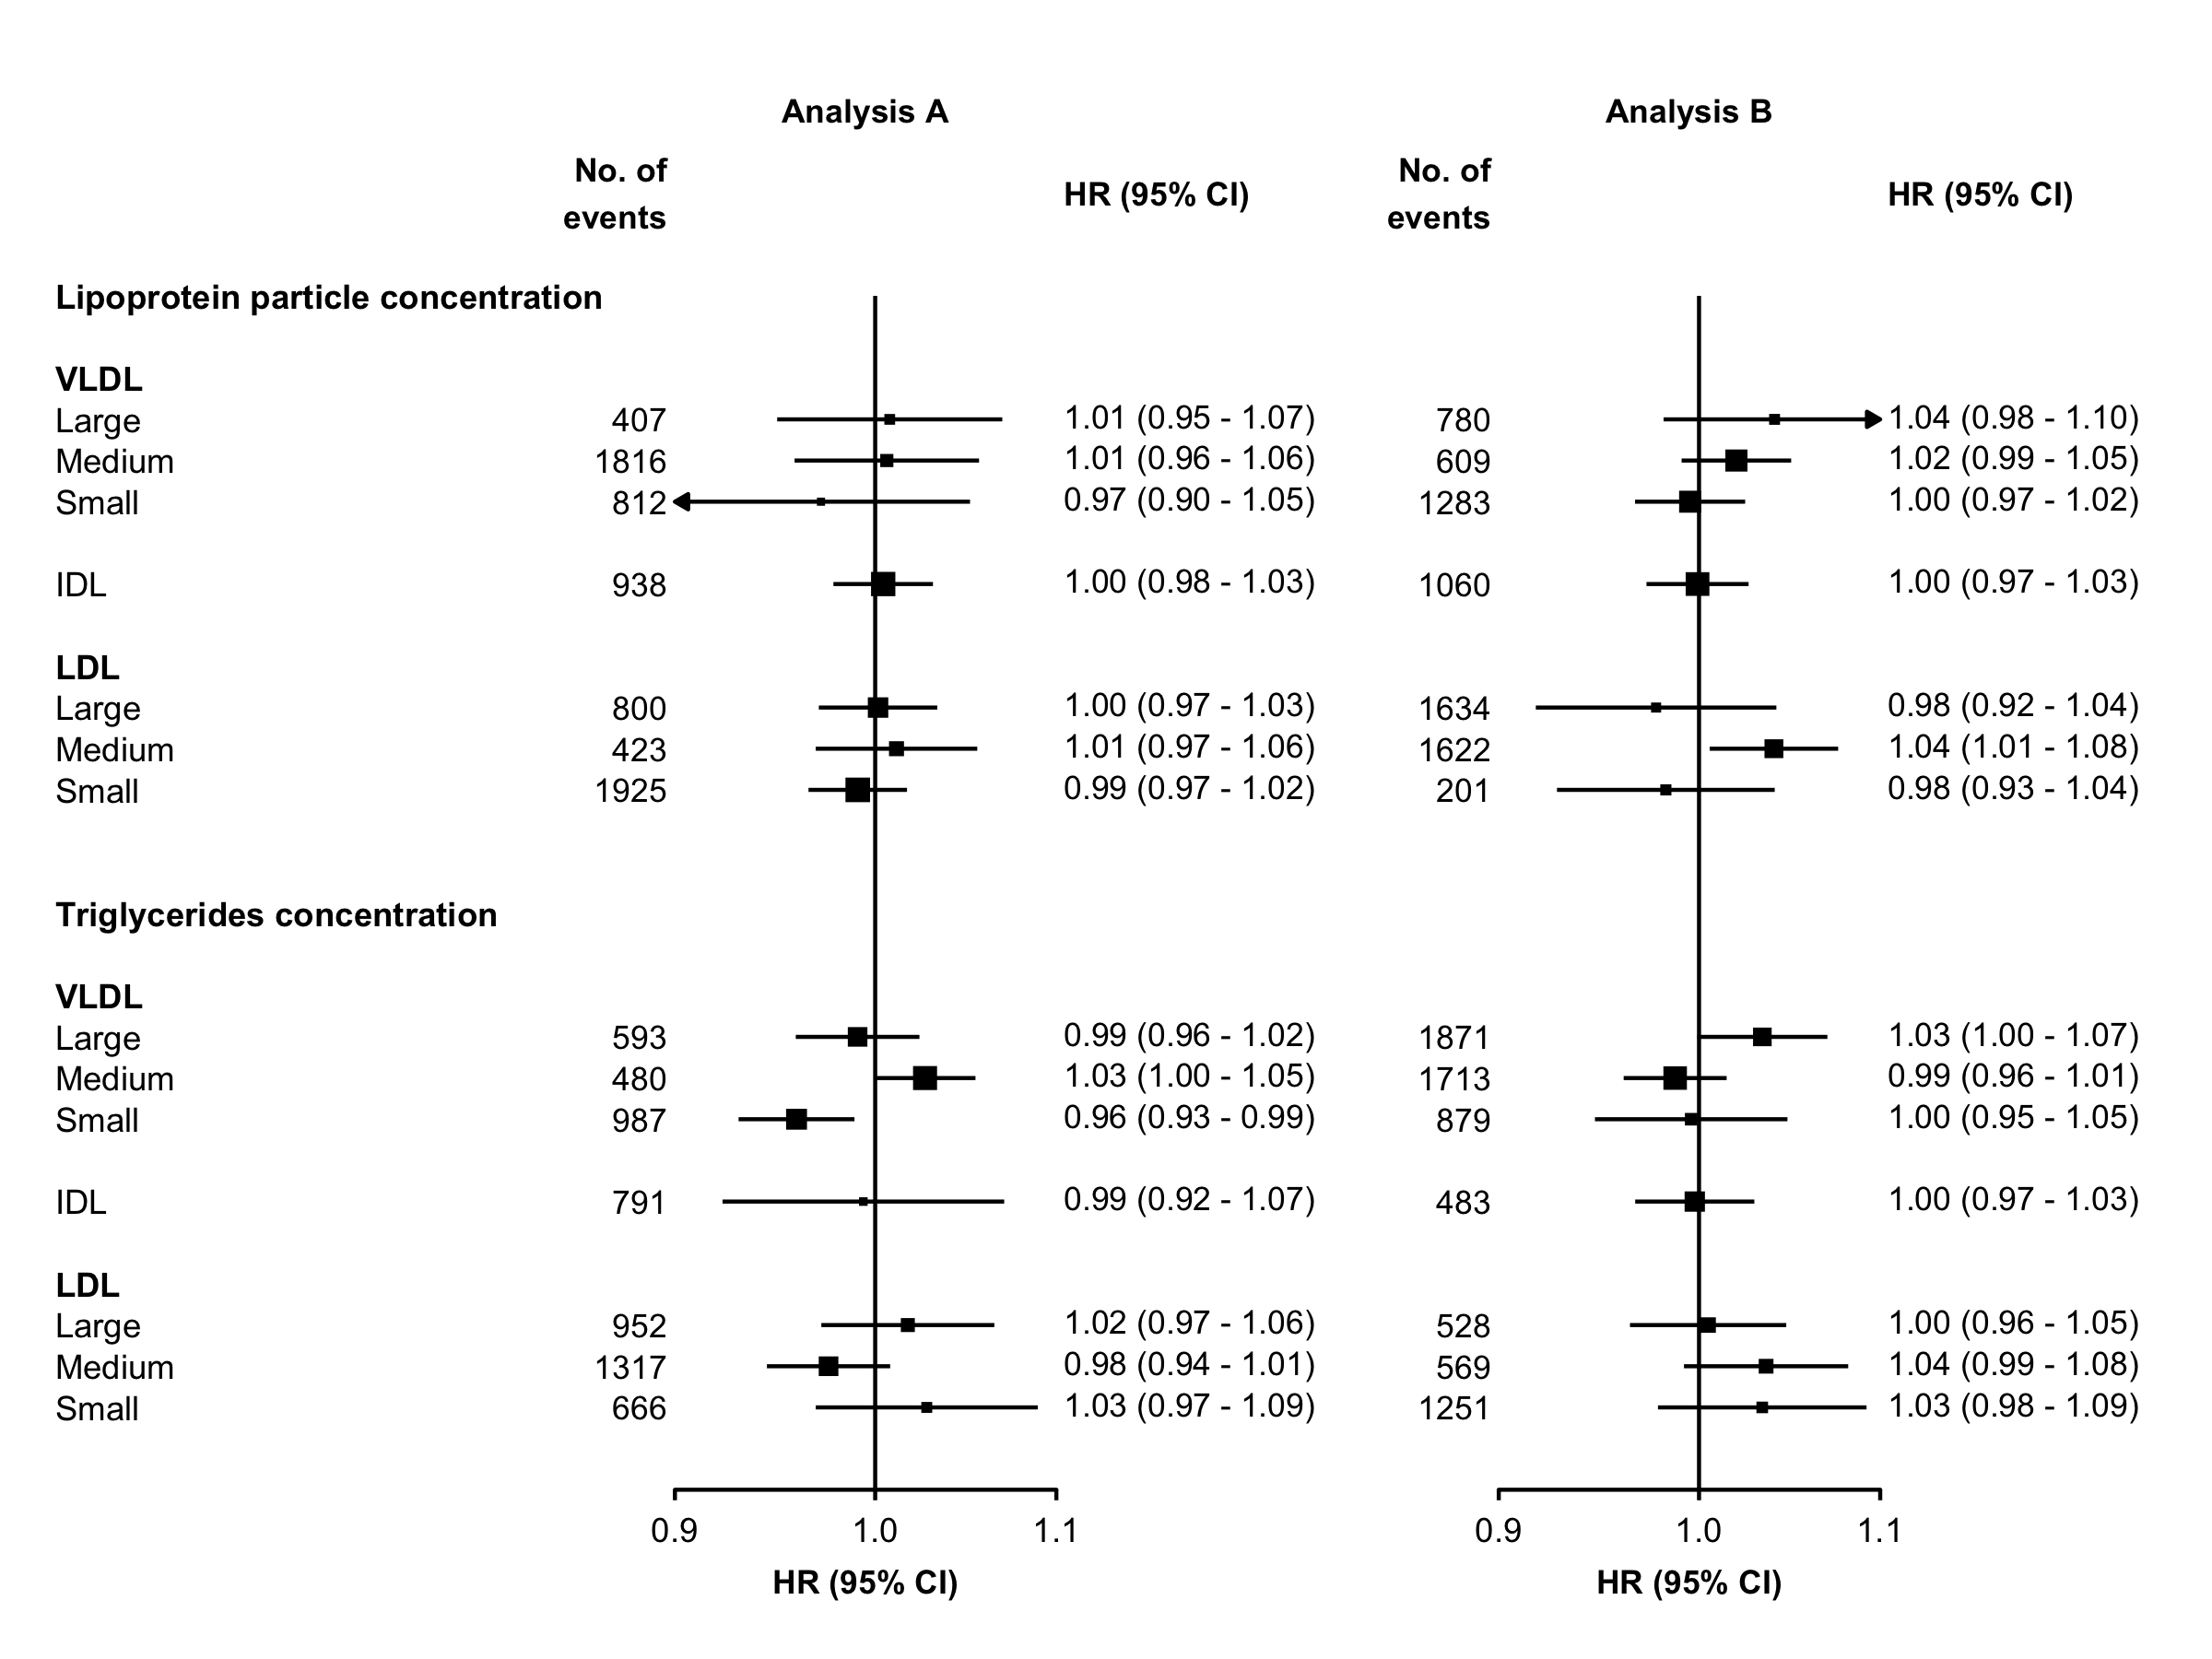 Analysis A Analysis B
No. of No. of
HR (95% CI) HR (95% CI)
events events
Lipoprotein particle concentration
VLDL
Large 407 1.01 (0.95 - 1.07) 780 1.04 (0.98 - 1.10)
Medium 1816 1.01 (0.96 - 1.06) 609 1.02 (0.99 - 1.05)
Small 812 0.97 (0.90 - 1.05) 1283 1.00 (0.97 - 1.02)
IDL 938 1.00 (0.98 - 1.03) 1060 1.00 (0.97 - 1.03)
LDL
Large 800 1.00 (0.97 - 1.03) 1634 0.98 (0.92 - 1.04)
Medium 423 1.01 (0.97 - 1.06) 1622 1.04 (1.01 - 1.08)
Small 1925 0.99 (0.97 - 1.02) 201 0.98 (0.93 - 1.04)
Triglycerides concentration
VLDL
Large 593 0.99 (0.96 - 1.02) 1871 1.03 (1.00 - 1.07)
Medium 480 1.03 (1.00 - 1.05) 1713 0.99 (0.96 - 1.01)
Small 987 0.96 (0.93 - 0.99) 879 1.00 (0.95 - 1.05)
IDL 791 0.99 (0.92 - 1.07) 483 1.00 (0.97 - 1.03)
LDL
Large 952 1.02 (0.97 - 1.06) 528 1.00 (0.96 - 1.05)
Medium 1317 0.98 (0.94 - 1.01) 569 1.04 (0.99 - 1.08)
Small 666 1.03 (0.97 - 1.09) 1251 1.03 (0.98 - 1.09)
0.9 1.0 1.1 0.9 1.0 1.1
HR (95% CI) HR (95% CI)